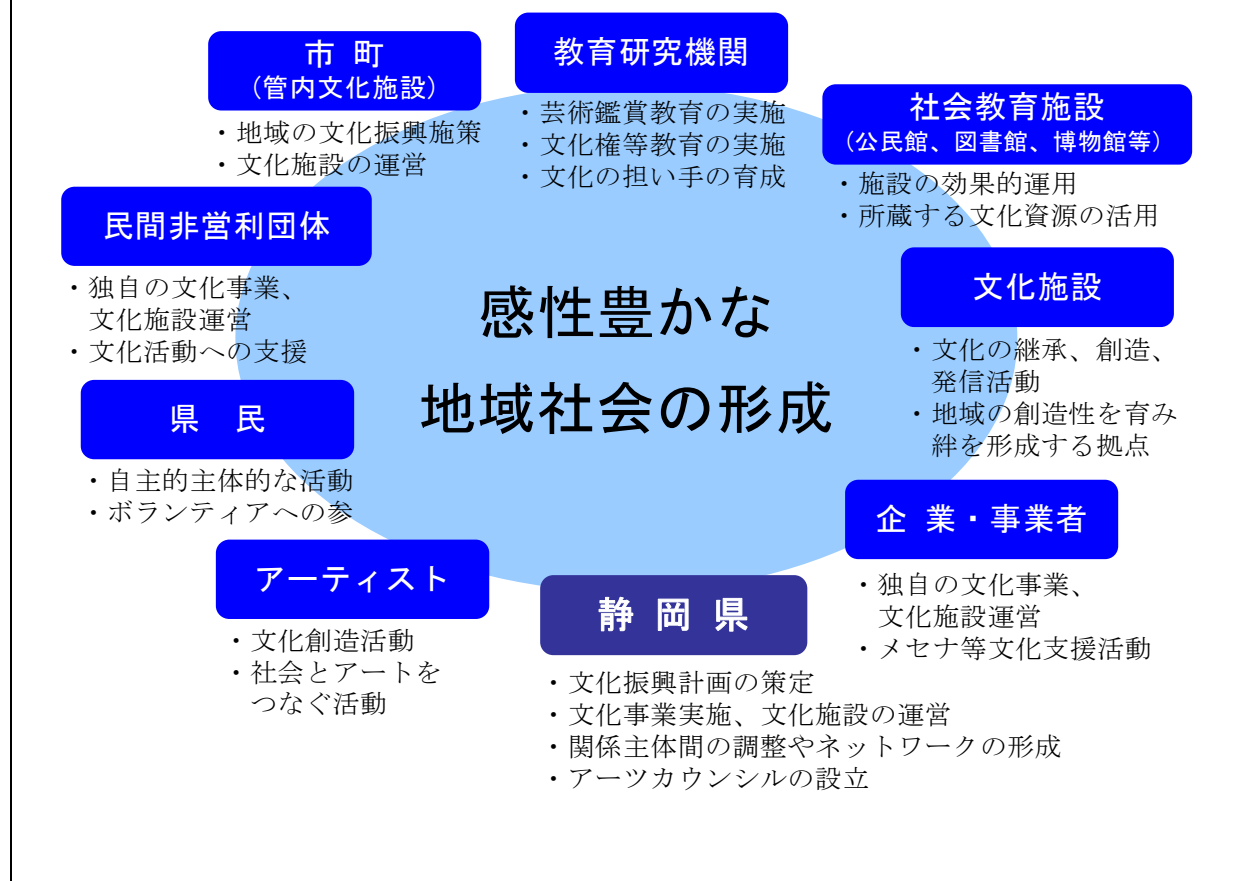 市 町
(管内文化施設)
・地域の文化振興施策
・文化施設の運営
教育研究機関
・芸術鑑賞教育の実施
・文化権等教育の実施
・文化の担い手の育成
社会教育施設
(公民館、図書館、博物館等)
・施設の効果的運用
・所蔵する文化資源の活用
民間非営利団体
・独自の文化事業、
文化施設運営
・文化活動への支援
文化施設
・文化の継承、創造、
発信活動
・地域の創造性を育み
絆を形成する拠点
感性豊かな
地域社会の形成
県 民
・自主的主体的な活動
・ボランティアへの参
企 業・事業者
・独自の文化事業、
文化施設運営
・メセナ等文化支援活動
アーティスト
・文化創造活動
・社会とアートを
つなぐ活動
静 岡 県
・文化振興計画の策定
・文化事業実施、文化施設の運営
・関係主体間の調整やネットワークの形成
・アーツカウンシルの設立